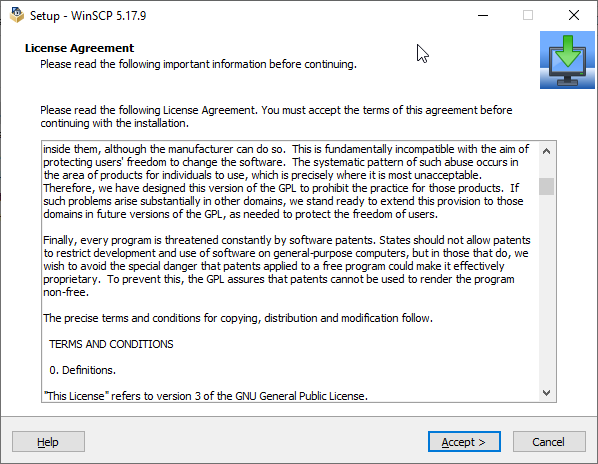 Setup - WinSCP 5.17.9
License Agreement
Please read the following important information before continuing.
Please read the following License Agreement. You must accept the terms of this agreement before
continuing with the installation.
inside them, although the manufacturer can do so.  This is fundamentally incompatible with the aim of
protecting users' freedom to change the software.  The systematic pattern of such abuse occurs in
the area of products for individuals to use, which is precisely where it is most unacceptable.
Therefore, we have designed this version of the GPL to prohibit the practice for those products.  If
such problems arise substantially in other domains, we stand ready to extend this provision to those
domains in future versions of the GPL, as needed to protect the freedom of users.
Finally, every program is threatened constantly by software patents. States should not allow patents
to restrict development and use of software on general-purpose computers, but in those that do, we
wish to avoid the special danger that patents applied to a free program could make it effectively
proprietary.  To prevent this, the GPL assures that patents cannot be used to render the program
non-free.
The precise terms and conditions for copying, distribution and modification follow.
TERMS AND CONDITIONS
0. Definitions.
"This License" refers to version 3 of the GNU General Public License.
Help
Accept >
Cancel